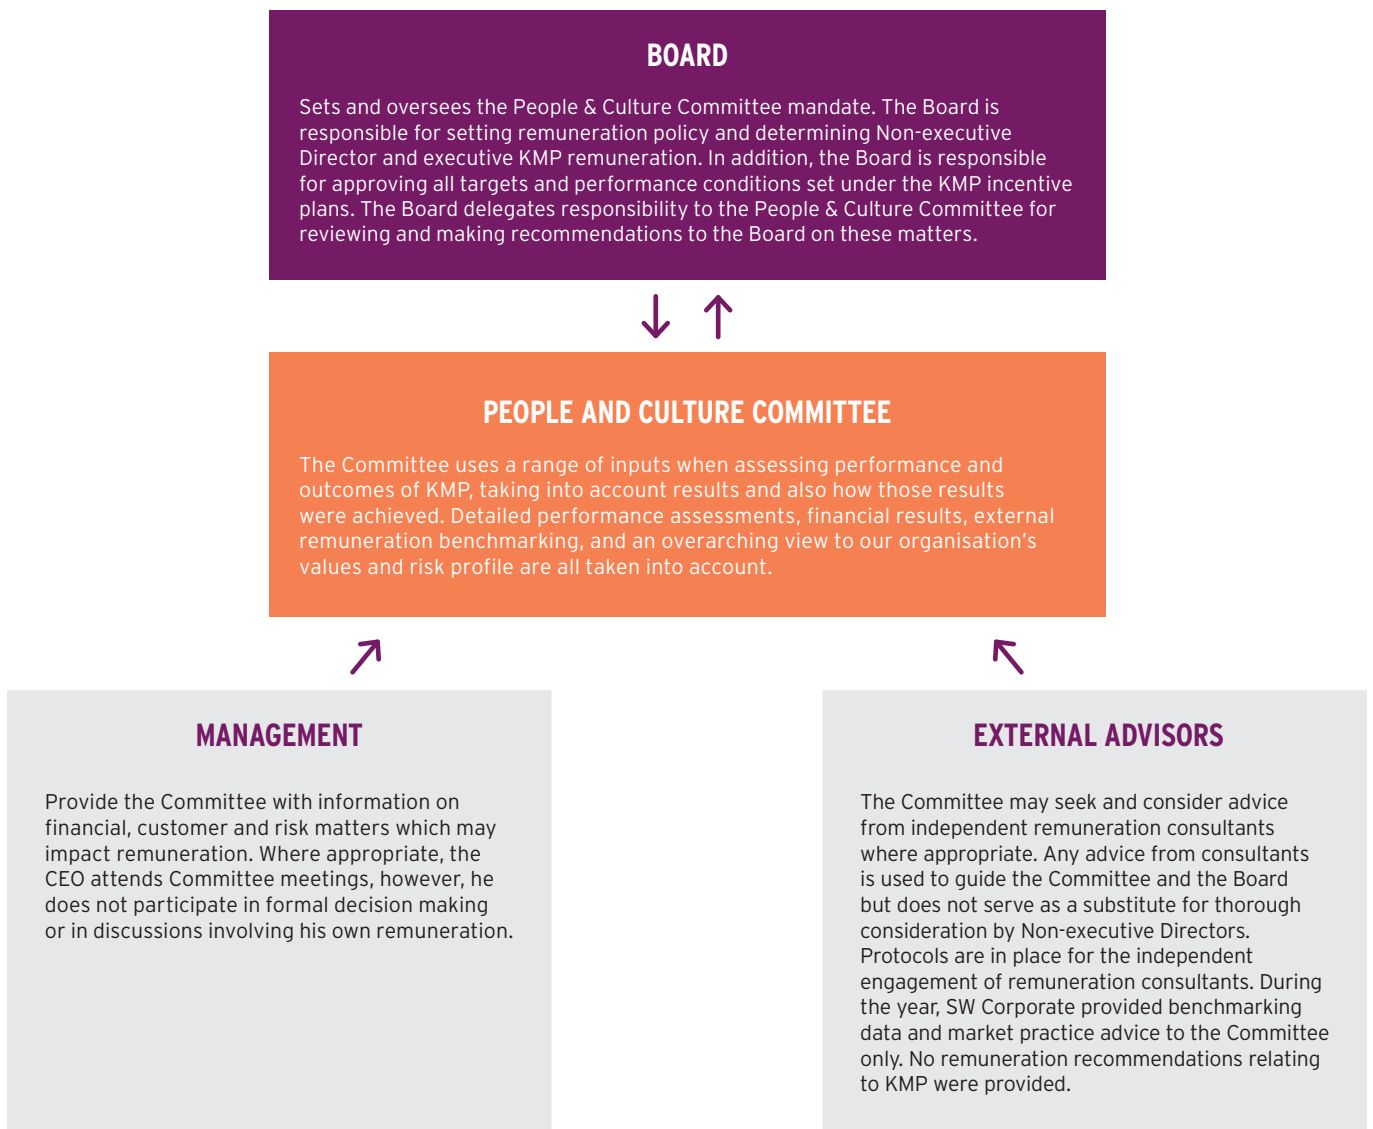 BOARD
Sets and oversees the People & Culture Committee mandate. The Board is
responsible for setting remuneration policy and determining Non-executive
Director and executive KMP remuneration. In addition, the Board is responsible
for approving all targets and performance conditions set under the KMP incentive
plans. The Board delegates responsibility to the People & Culture Committee for
reviewing and making recommendations to the Board on these matters.
PEOPLE AND CULTURE COMMITTEE
The Committee uses a range of inputs when assessing performance and
outcomes of KMP, taking into account results and also how those results
were achieved. Detailed performance assessments, financial results, external
remuneration benchmarking, and an overarching view to our organisation’s
values and risk profile are all taken into account.
MANAGEMENT
Provide the Committee with information on
financial, customer and risk matters which may
impact remuneration. Where appropriate, the
CEO attends Committee meetings, however, he
does not participate in formal decision making
or in discussions involving his own remuneration.
EXTERNAL ADVISORS
The Committee may seek and consider advice
from independent remuneration consultants
where appropriate. Any advice from consultants
is used to guide the Committee and the Board
but does not serve as a substitute for thorough
consideration by Non-executive Directors.
Protocols are in place for the independent
engagement of remuneration consultants. During
the year, SW Corporate provided benchmarking
data and market practice advice to the Committee
only. No remuneration recommendations relating
to KMP were provided.